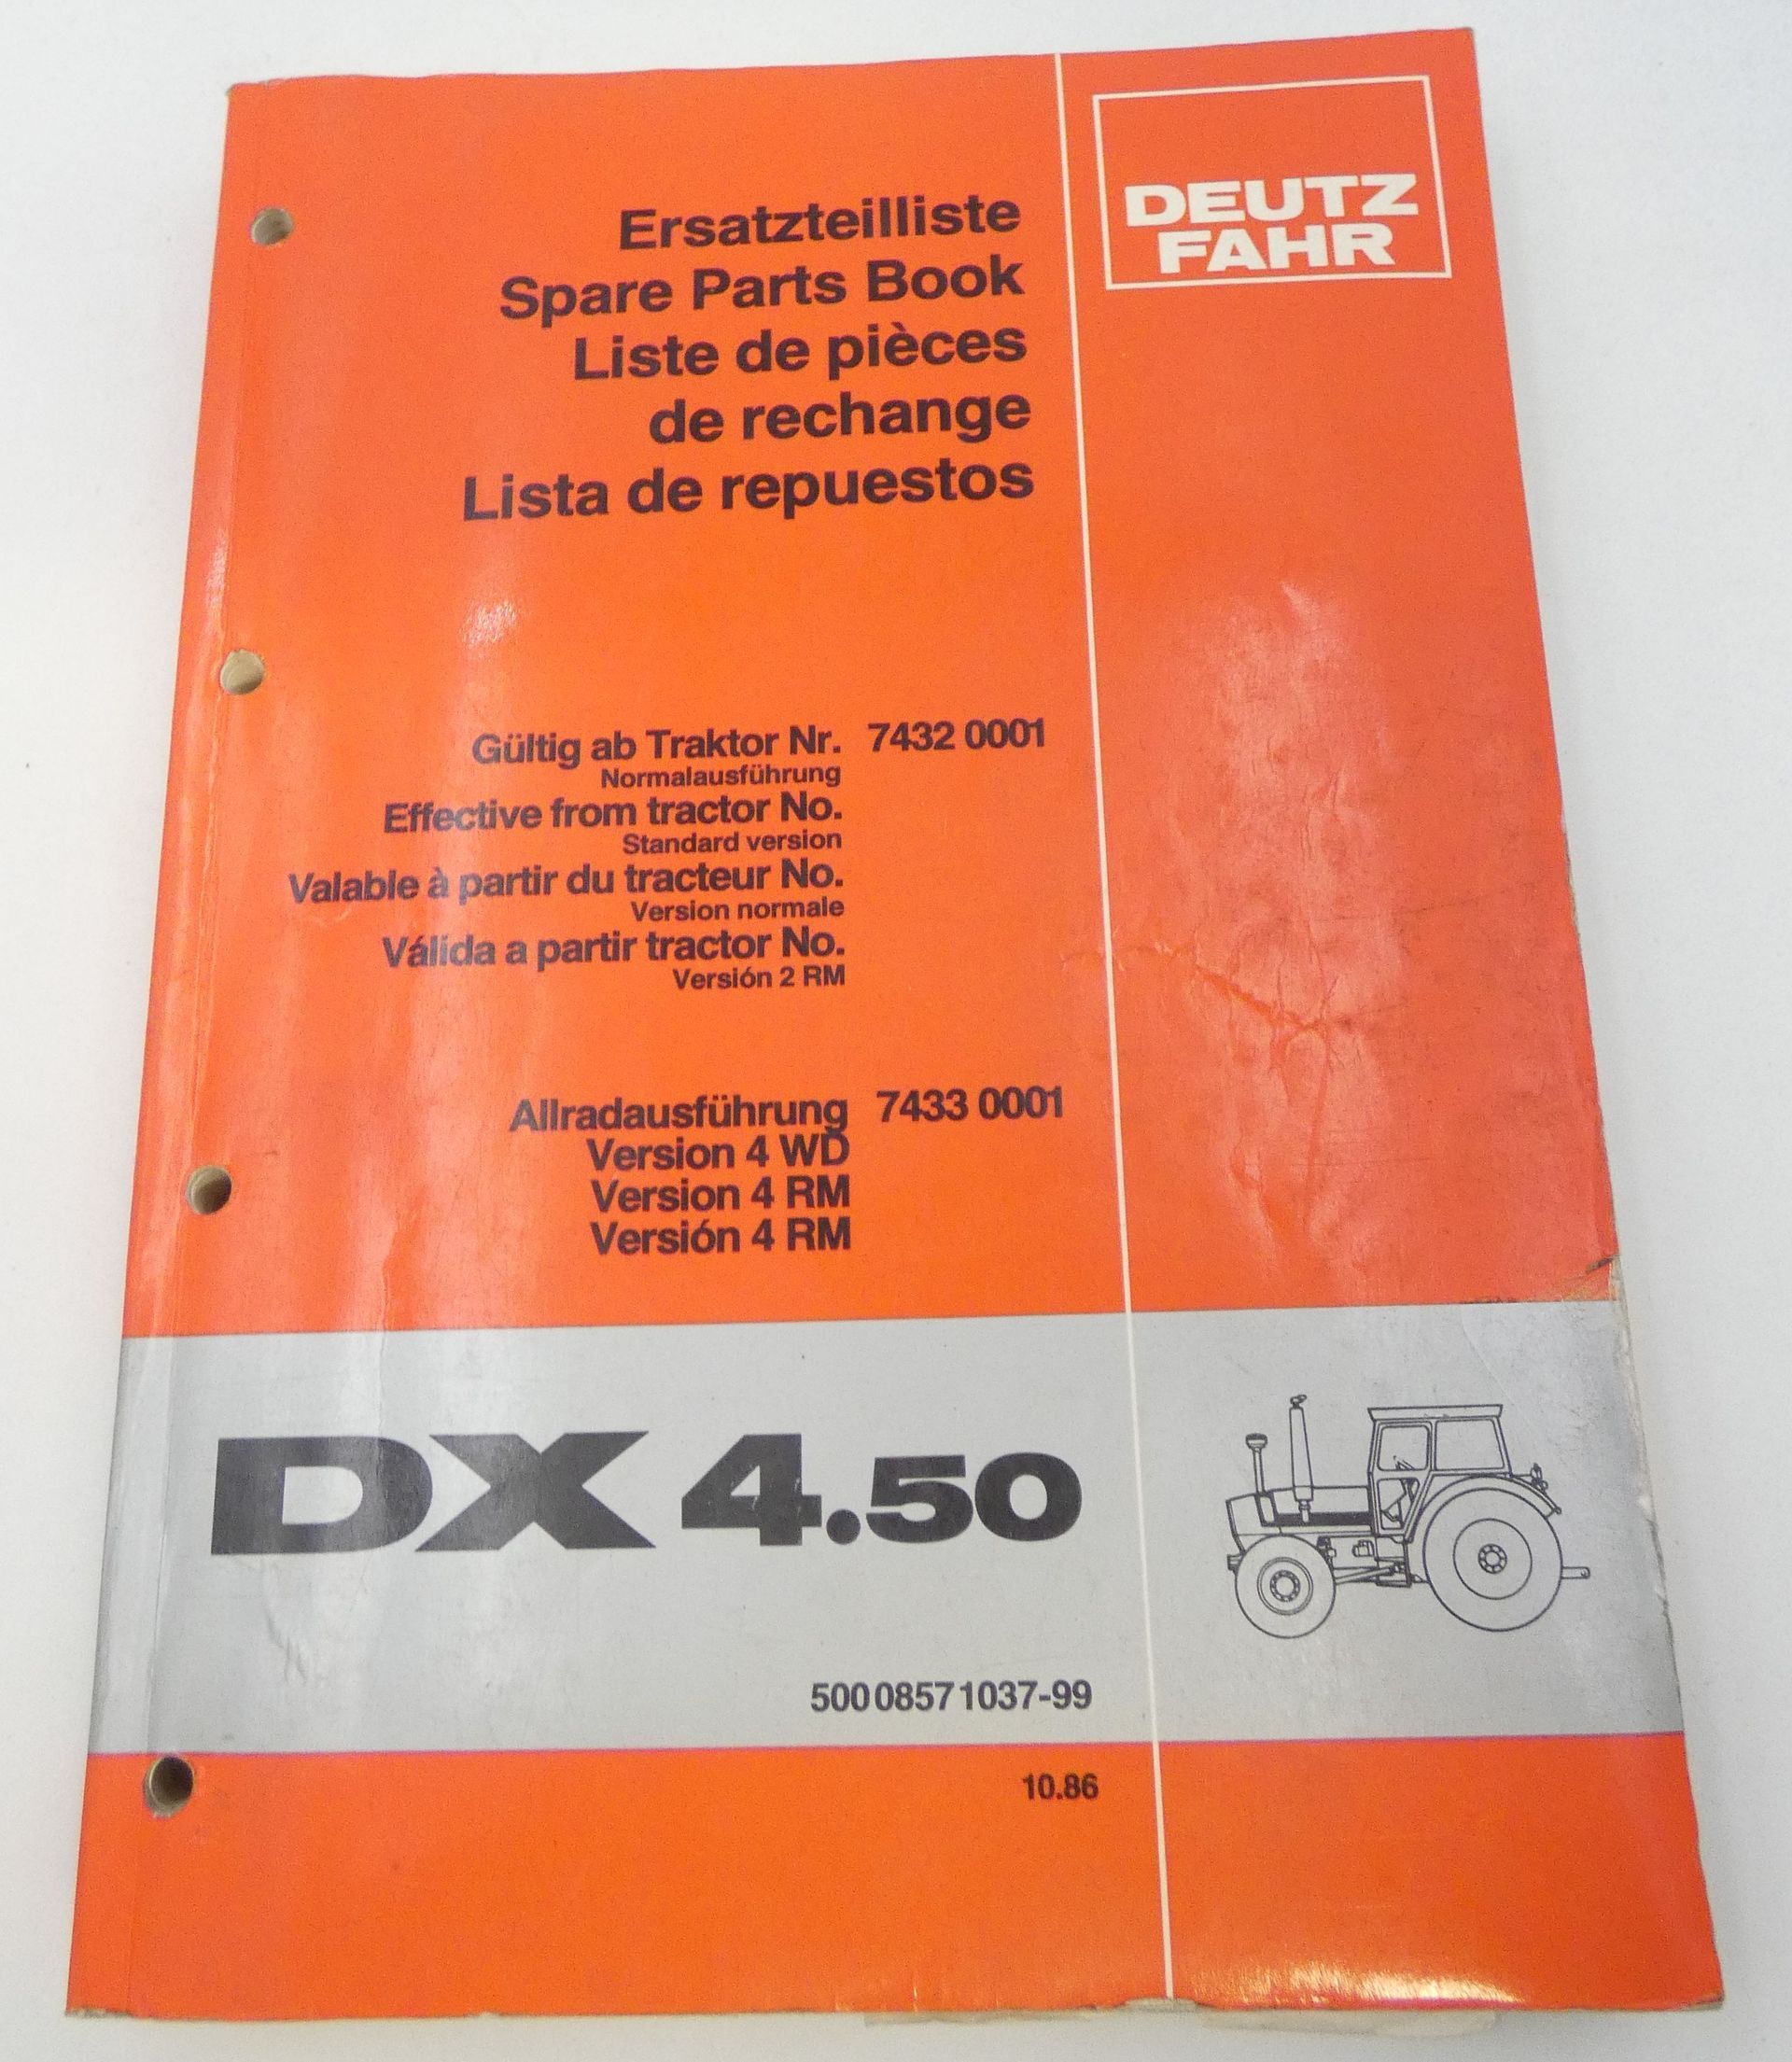 DEUTZ
FAHR
Ersatzteilliste
Spare Parts Book
Liste de pièces
de rechange
Lista de repuestos
Gültig ab Traktor Nr. 7432 0001
Normalausführung
Effective from tractor No.
Standard version
Valable à partir du tracteur No.
Version normale
Válida a partir tractor No.
Versión 2 RM
Allradausführung 7433 0001
Version 4 WD
Version 4 RM
Versión 4 RM
DX 4.50
500 0857 1037-99
10.86